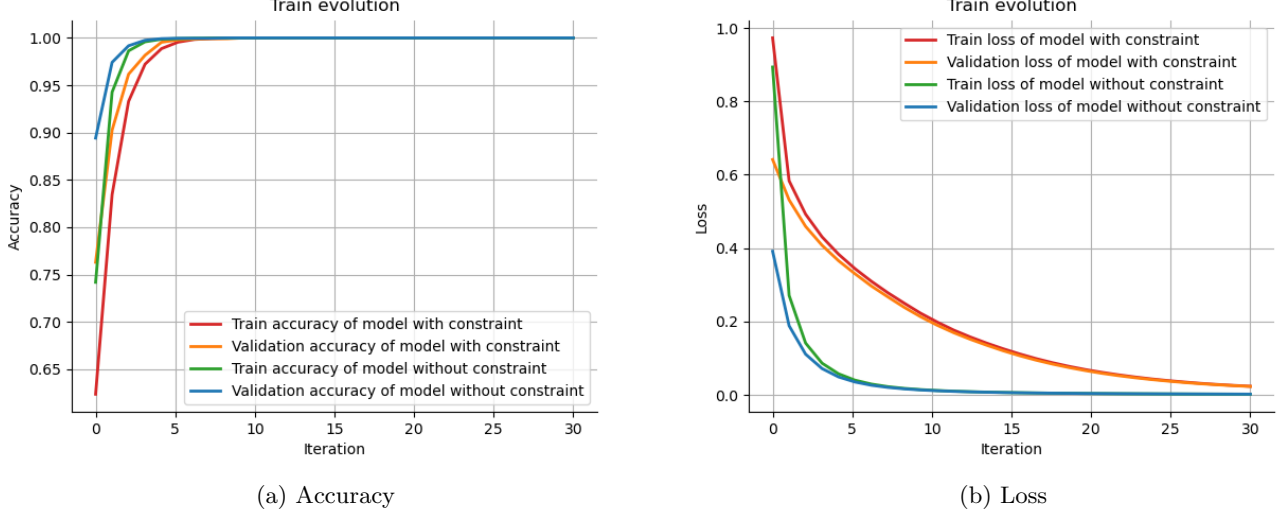 Train evolution
Accuracy
1.00
0.95
0.90
0.85
0.80
0.75
0.70
0.65
Train accuracy of model with constraint
Validation accuracy of model with constraint
Train accuracy of model without constraint
Validation accuracy of model without constraint
0 5 10 15 20 25 30
Iteration
(a) Accuracy
Train evolution
Loss
1.0
0.8
0.6
0.4
0.2
0.0
Train loss of model with constraint
Validation loss of model with constraint
Train loss of model without constraint
Validation loss of model without constraint
0 5 10 15 20 25 30
Iteration
(b) Loss